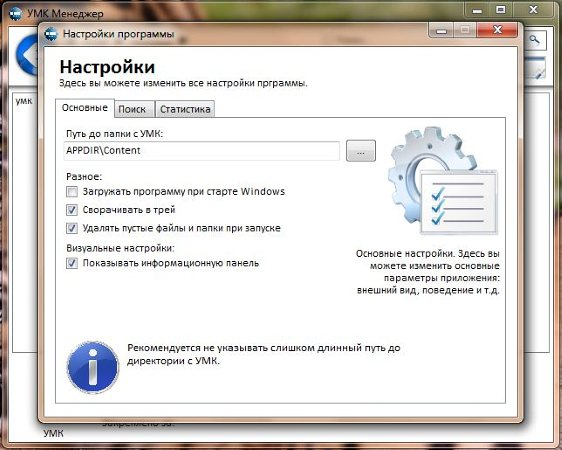 УМК Менеджер
Настройки программы
Настройки
Здесь вы можете изменить все настройки прграммы.
умк
Основные
Поиск
Статистика
Путь до папки с УМК:
APPDIR\Content
...
Разное:
Загружать программу при старте Windows
Сворачивать в трей
Удалять пустые файлы и папки при запуске
Визуальные настройки:
Показывать информационную панель
Основные настройки. Здесь вы
можете изменить основные
параметры приложения:
внешний вид, поведение и т.д.
Рекомендуется не указывать слишком длинный путь до
директории с УМК.
УМК